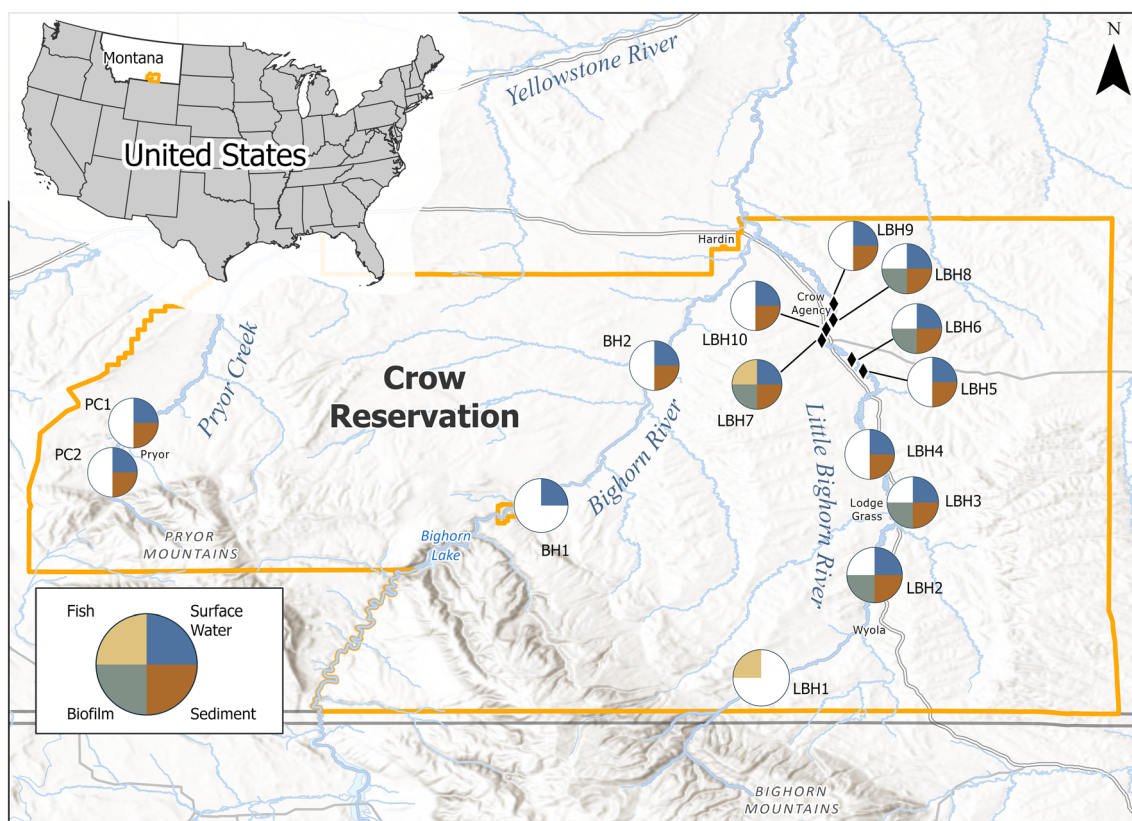 Montana
United States
N
Yellowstone River
Hardin
LBH9
LBH8
Crow
Agency
LBH10
LBH6
BH2
LBH5
LBH7
Pryor Creek
Crow
Reservation
PC1
Pryor
PC2
Bighorn River
Little Bighorn River
LBH4
Lodge
Grass
LBH3
PRYOR
MOUNTAINS
Bighorn
Lake
BH1
LBH2
Wyola
LBH1
Fish
Surface
Water
Biofilm
Sediment
BIGHORN
MOUNTAINS